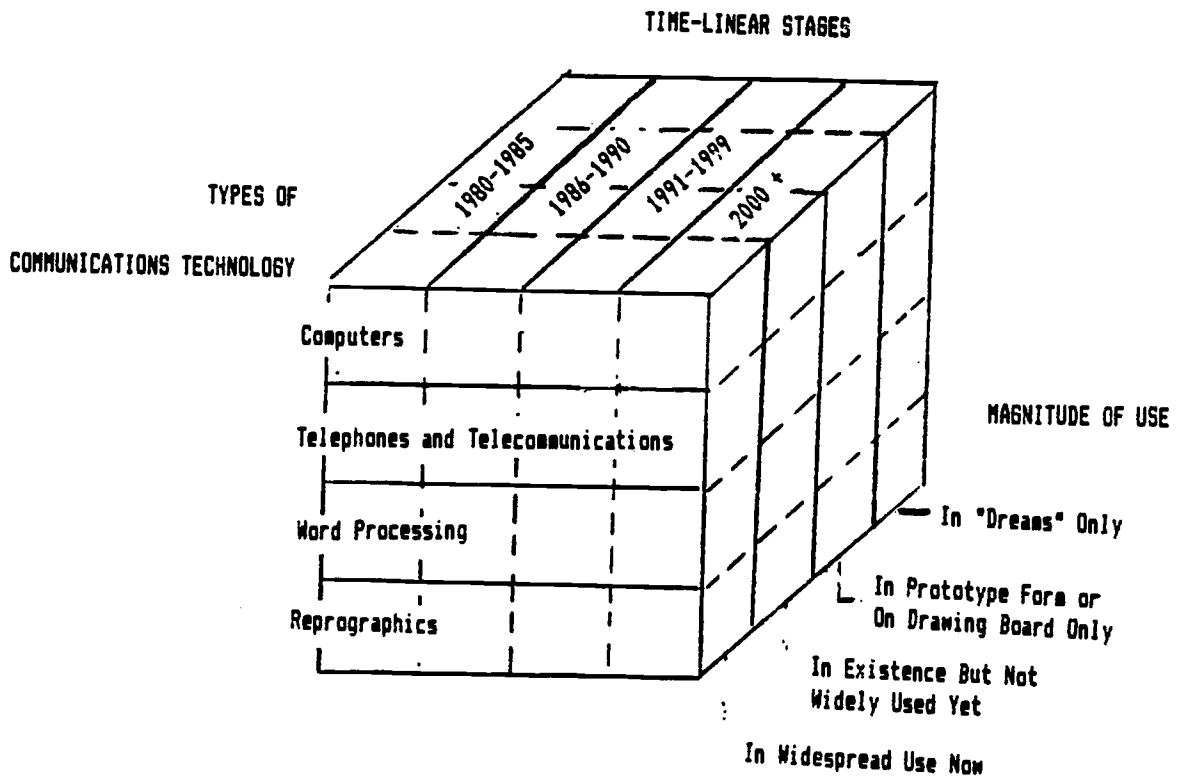 TIME-LINEAR STAGES
TYPES OF
COMMUNICATIONS TECHNOLOGY
1980-1985
1986-1990
1991-1999
2000 +
Computers
Telephones and Telecommunications
Word Processing
Reprographics
MAGNITUDE OF USE
In "Dreams" Only
In Prototype Form or
On Drawing Board Only
In Existence But Not
Widely Used Yet
In Widespread Use Now